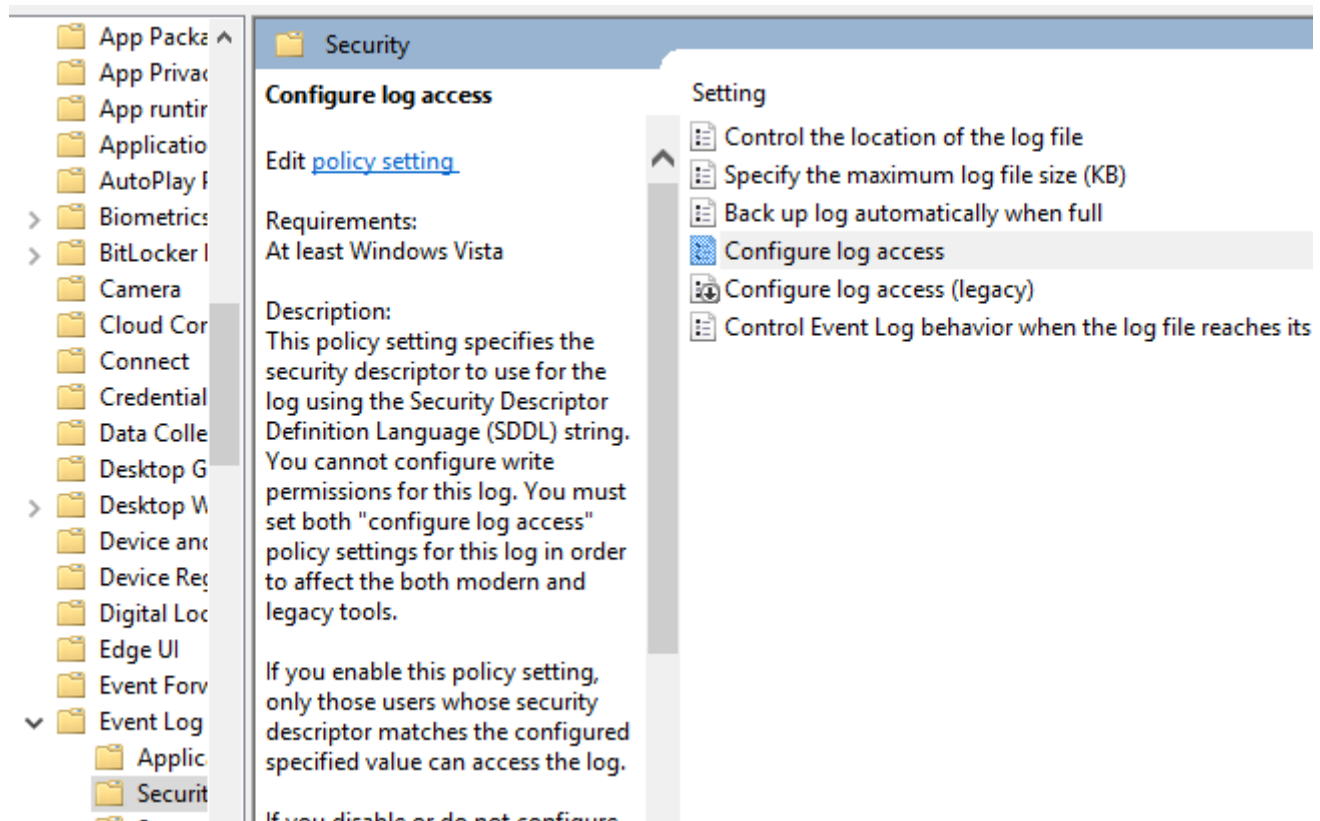 App Packa
App Privac
App runtir
Applicatio
AutoPlay P
Biometrics
BitLocker I
Camera
Cloud Cor
Connect
Credential
Data Colle
Desktop G
Desktop W
Device and
Device Reg
Digital Loc
Edge UI
Event Forv
Event Log
Applic
Securit
Security
Configure log access
Edit policy setting
Requirements:
At least Windows Vista
Description:
This policy setting specifies the
security descriptor to use for the
log using the Security Descriptor
Definition Language (SDDL) string.
You cannot configure write
permissions for this log. You must
set both "configure log access"
policy settings for this log in order
to affect the both modern and
legacy tools.
If you enable this policy setting,
only those users whose security
descriptor matches the configured
specified value can access the log.
If you disable or do not configure
Setting
Control the location of the log file
Specify the maximum log file size (KB)
Back up log automatically when full
Configure log access
Configure log access (legacy)
Control Event Log behavior when the log file reaches its